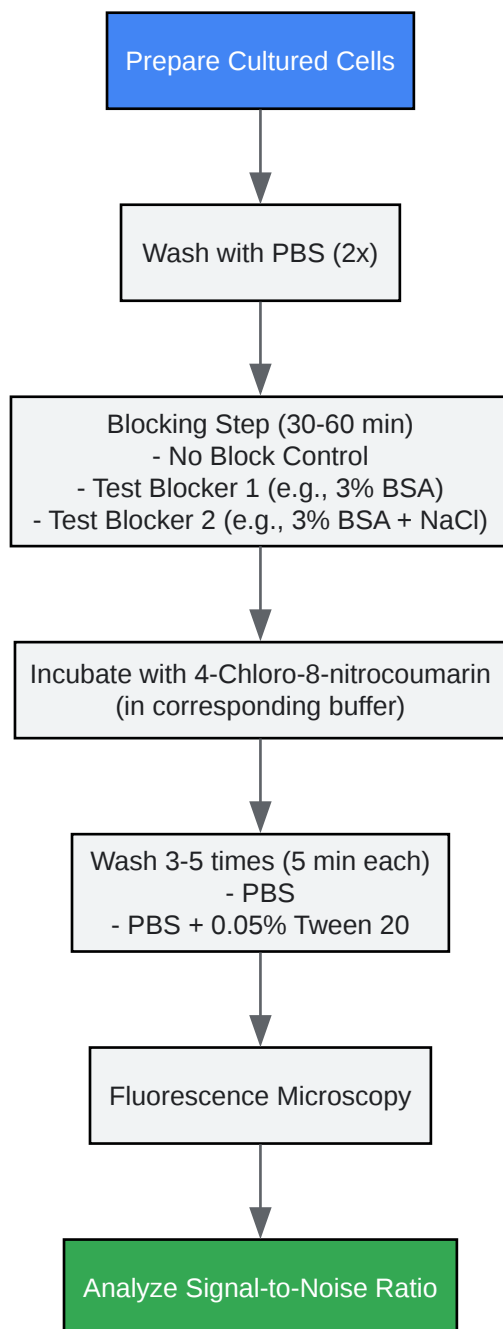 Prepare Cultured Cells
Wash with PBS (2x)
Blocking Step (30-60 min)
- No Block Control
- Test Blocker 1 (e.g., 3% BSA)
- Test Blocker 2 (e.g., 3% BSA + NaCl)
Incubate with 4-Chloro-8-nitrocoumarin
(in corresponding buffer)
Wash 3-5 times (5 min each)
- PBS
- PBS + 0.05% Tween 20
Fluorescence Microscopy
Analyze Signal-to-Noise Ratio